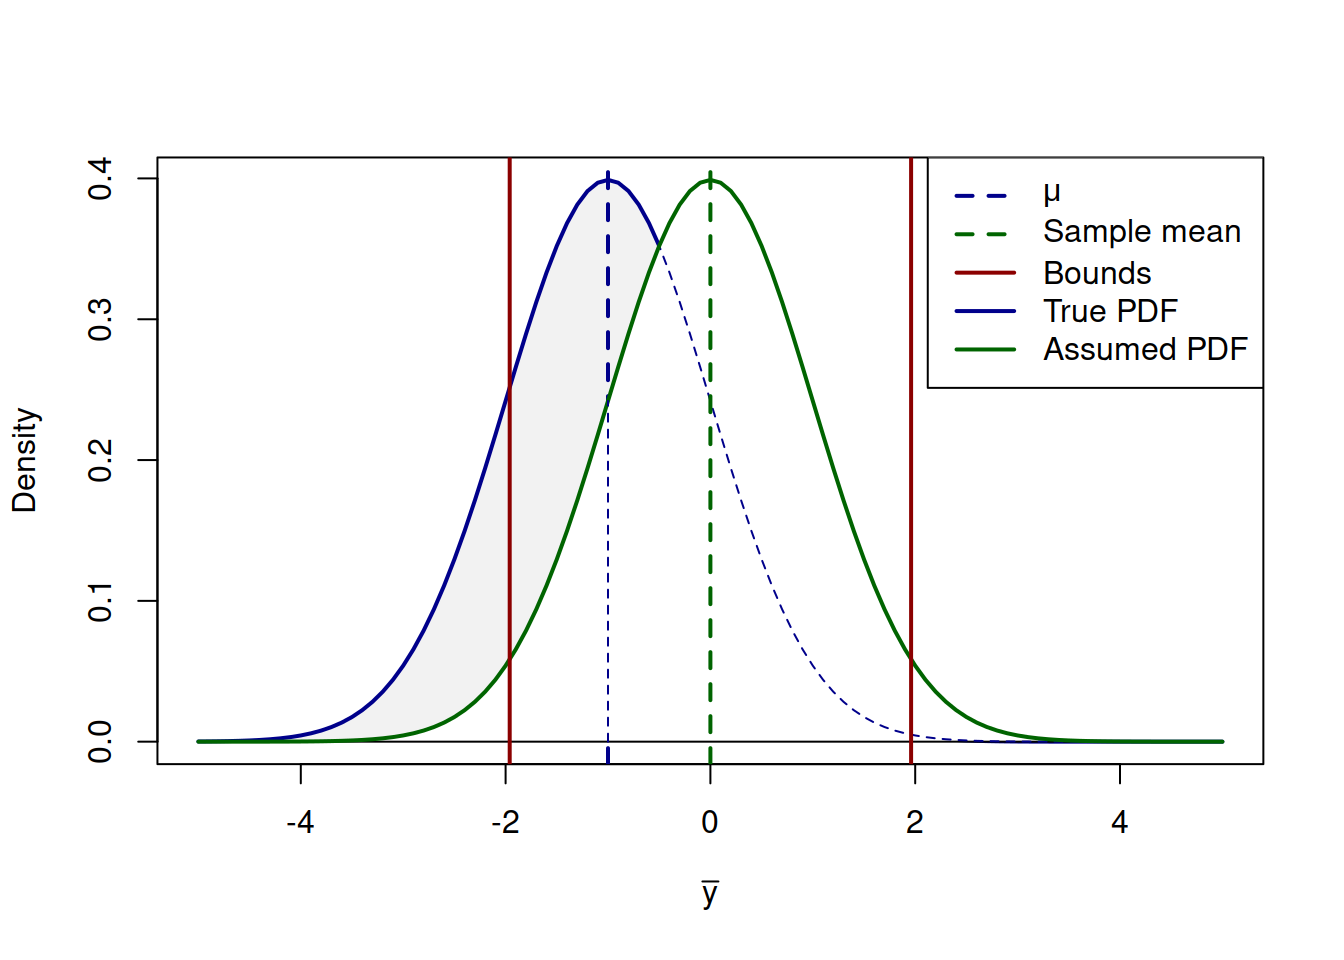 μ
Sample mean
Bounds
True PDF
Assumed PDF
Density
0.4
0.3
0.2
0.1
0.0
-4 -2 0 2 4
y̅